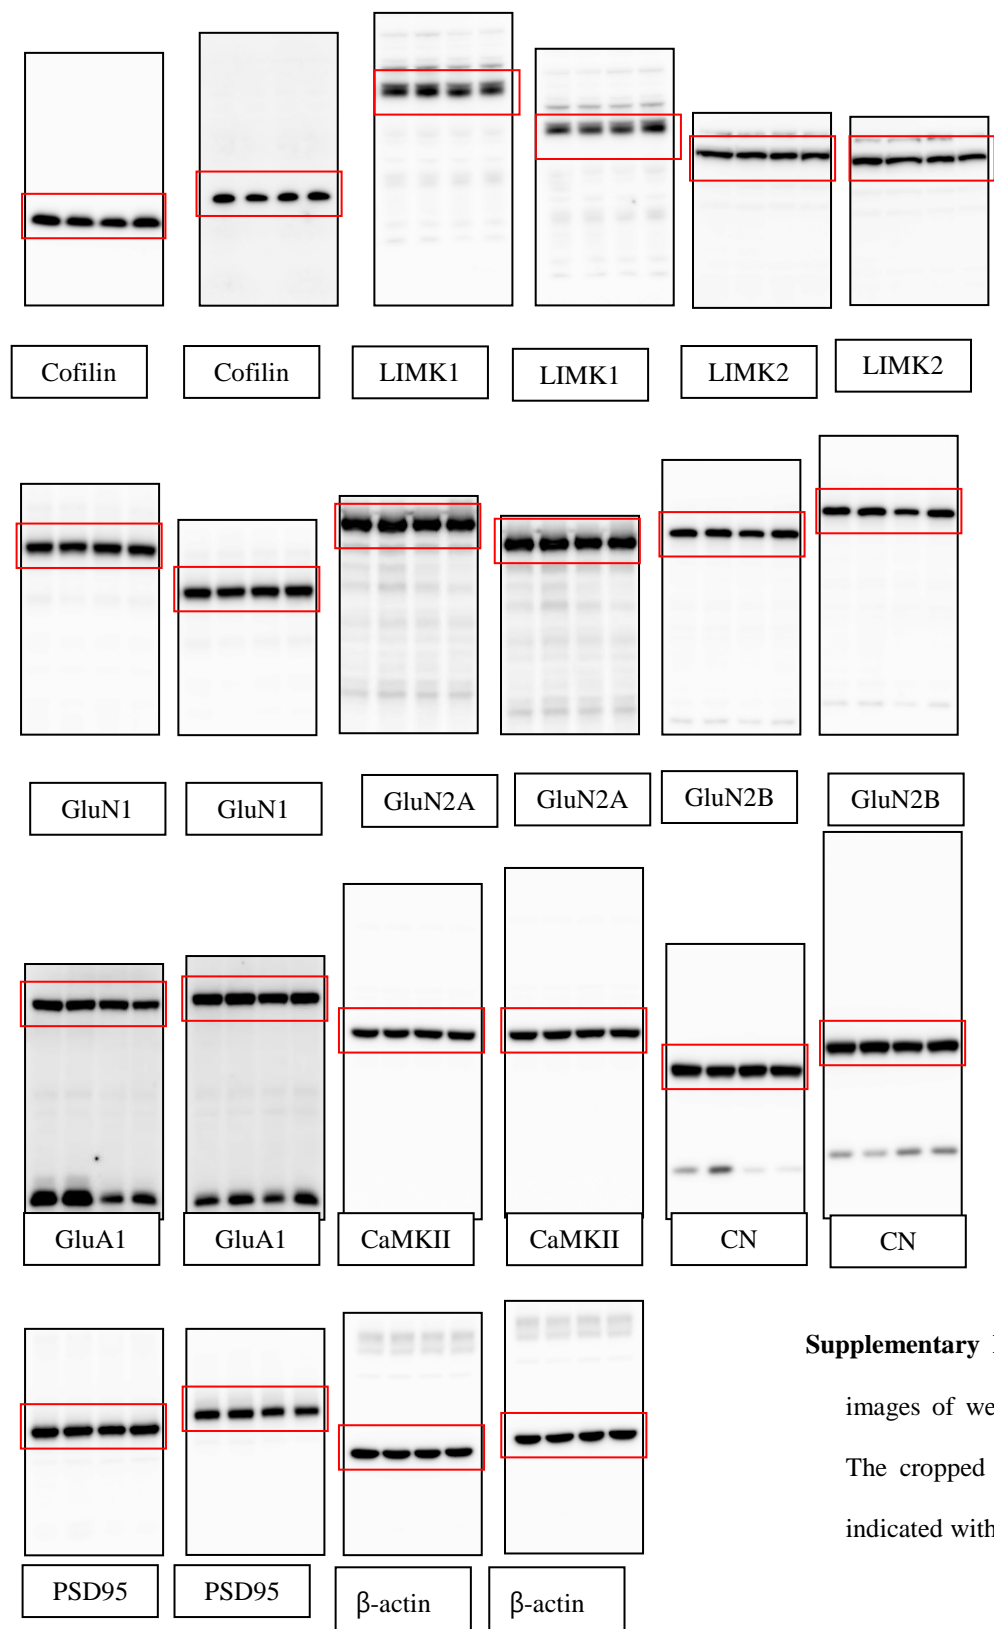 Cofilin Cofilin LIMK1 LIMK1 LIMK2 LIMK2
GluN1 GluN1 GluN2A GluN2A GluN2B GluN2B
GluA1 GluA1 CaMKII CaMKII CN CN
Supplementary
images of we
The cropped
indicated with
PSD95 PSD95 β-actin β-actin